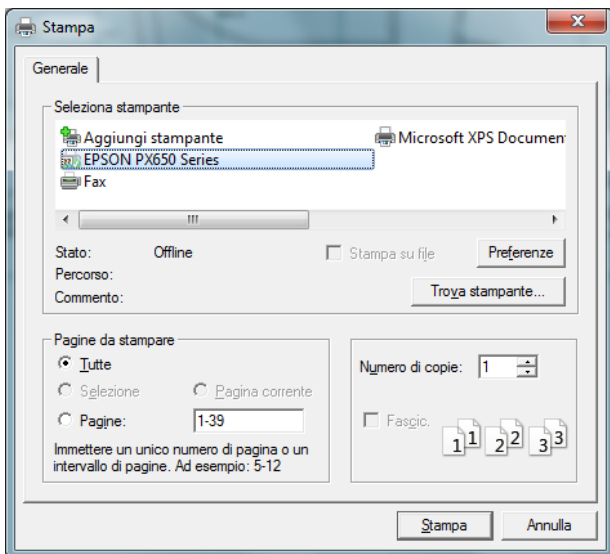 Stampa
Generale
Seleziona stampante
Aggiungi stampante
Microsoft XPS Documen
EPSON PX650 Series
Fax
Stato: Offline
Stampa su file
Preferenze
Percorso:
Commento:
Trova stampante...
Pagine da stampare
Tutte
Selezione
Pagina corrente
Pagine: 1-39
Immettere un unico numero di pagina o un
intervallo di pagine. Ad esempio: 5-12
Numero di copie: 1
Fascic.
1 1 2 2 3 3
Stampa
Annulla